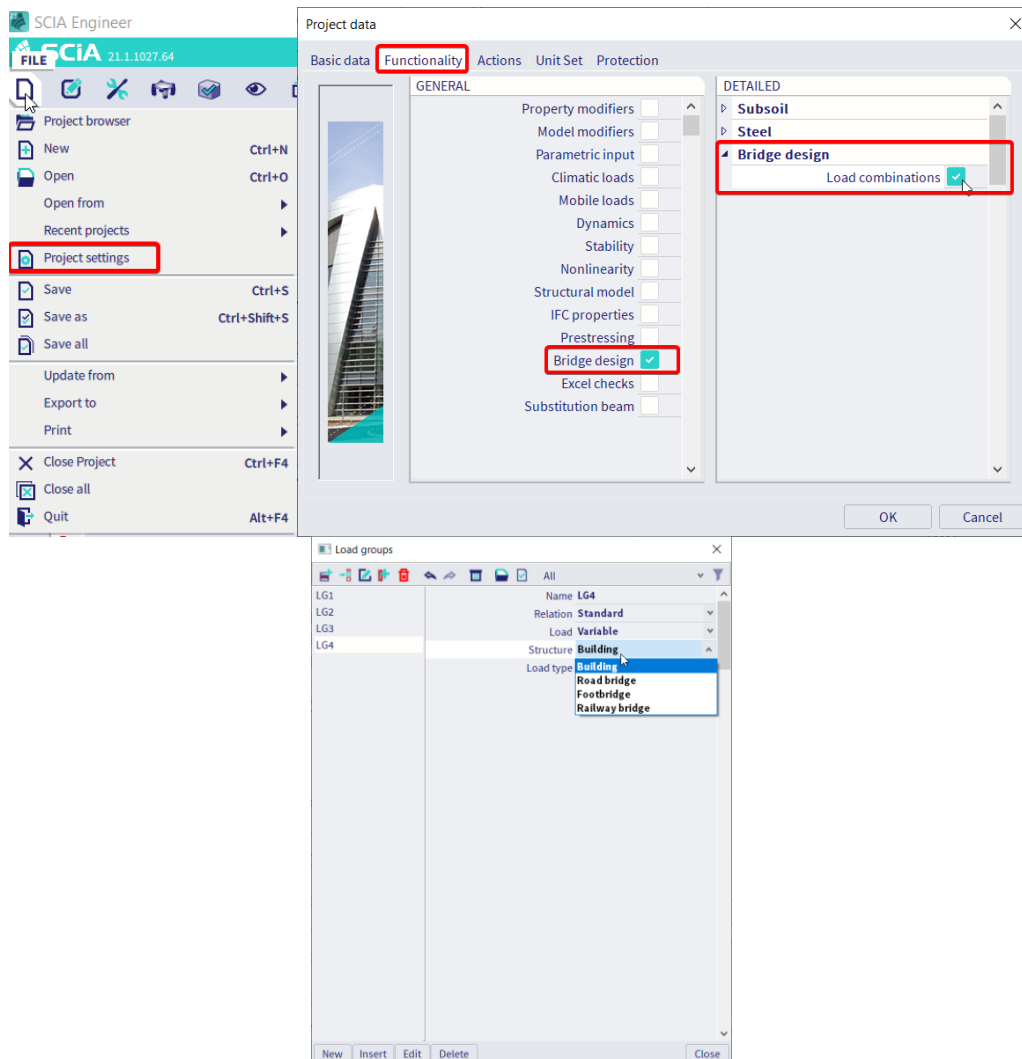 SCIA Engineer
SCiA 21.1.1027.64
FILE
Project browser
New Ctrl+N
Open Ctrl+O
Open from
Recent projects
Project settings
Save Ctrl+S
Save as Ctrl+Shift+S
Save all
Update from
Export to
Print
Close Project Ctrl+F4
Close all
Quit Alt+F4
Project data
Basic data Functionality Actions Unit Set Protection
GENERAL
Property modifiers
Model modifiers
Parametric input
Climatic loads
Mobile loads
Dynamics
Stability
Nonlinearity
Structural model
IFC properties
Prestressing
Bridge design
Excel checks
Substitution beam
DETAILED
Subsoil
Steel
Bridge design
Load combinations
OK Cancel
Load groups
All
LG1
LG2
LG3
LG4
Name LG4
Relation Standard
Load Variable
Structure Building
Load type Building
Road bridge
Footbridge
Railway bridge
New Insert Edit Delete Close